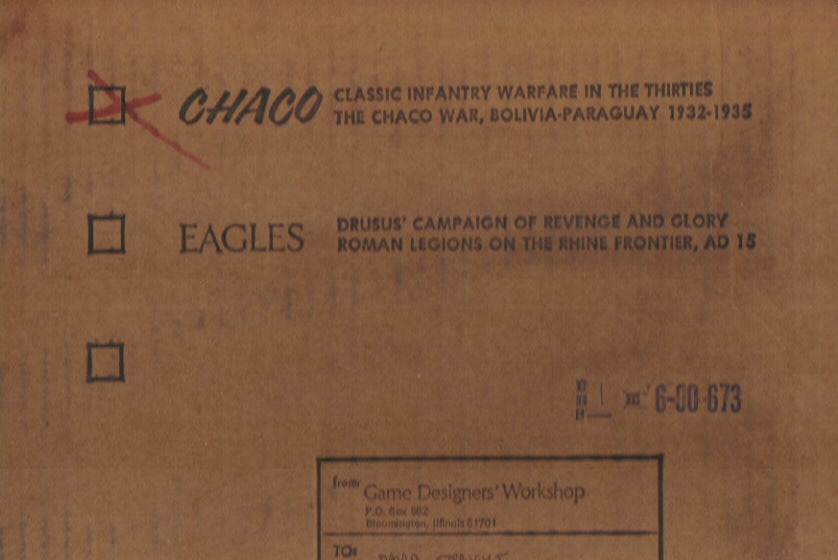 CHACO CLASSIC INFANTRY WARFARE IN THE THIRTIES
THE CHACO WAR, BOLIVIA-PARAGUAY 1932-1935
EAGLES DRUSUS' CAMPAIGN OF REVENGE AND GLORY
ROMAN LEGIONS ON THE RHINE FRONTIER, AD 15
6-00-673
from: Game Designers' Workshop
P.O. Box 582
Bloomington, Illinois 61701
TO: